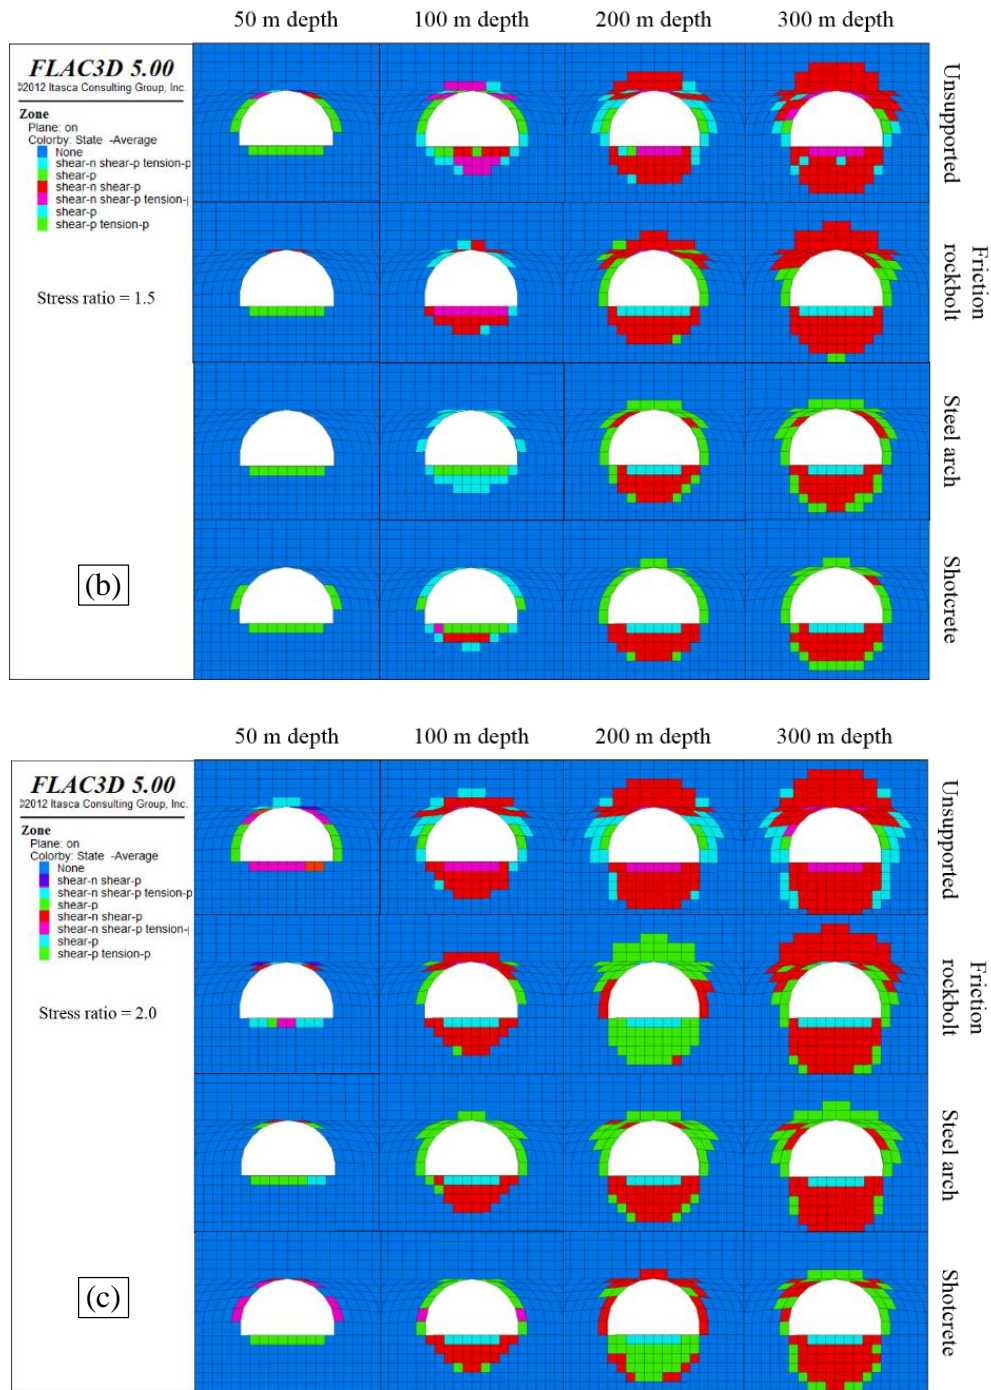 50 m depth 100 m depth 200 m depth 300 m depth
FLAC3D 5.00
©2012 Itasca Consulting Group, Inc.
Zone
Plane: on
Colorby: State -Average
None
shear-n shear-p tension-p
shear-p
shear-n shear-p
shear-n shear-p tension-
shear-p
shear-p tension-p
Stress ratio = 1.5
(b)
Unsupported
Friction
rockbolt
Steel arch
Shotcrete
50 m depth 100 m depth 200 m depth 300 m depth
FLAC3D 5.00
©2012 Itasca Consulting Group, Inc.
Zone
Plane: on
Colorby: State -Average
None
shear-n shear-p
shear-n shear-p tension-p
shear-p
shear-n shear-p
shear-n shear-p tension-
shear-p
shear-p tension-p
Stress ratio = 2.0
(c)
Unsupported
Friction
rockbolt
Steel arch
Shotcrete